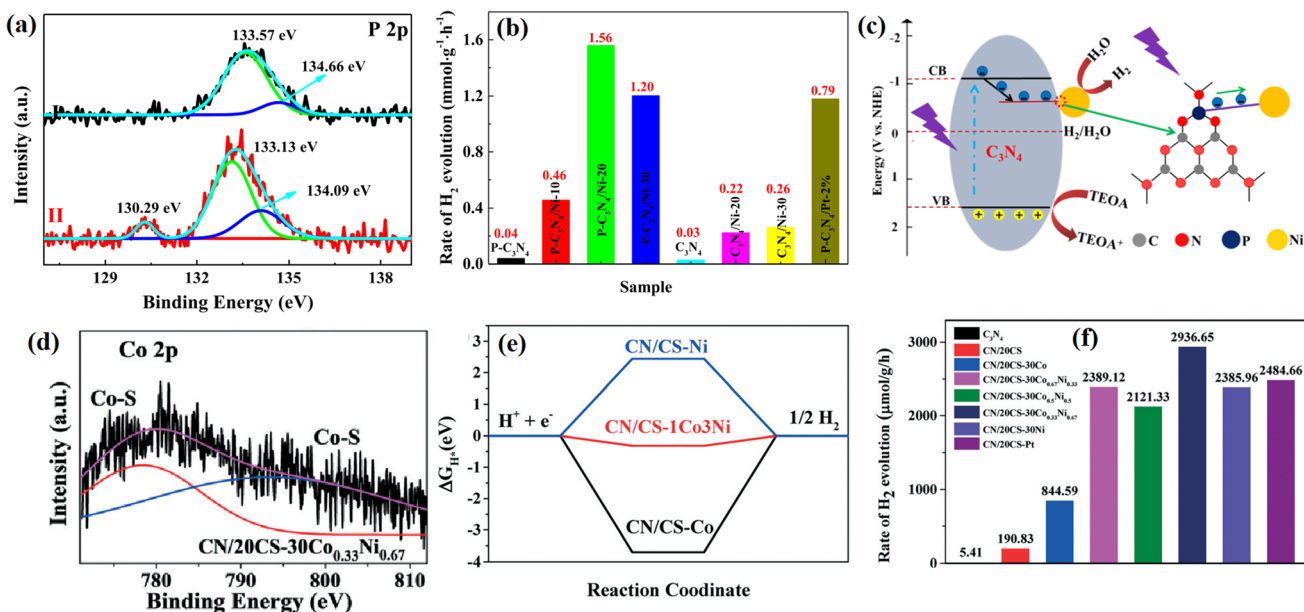 (a)
P 2p
133.57 eV
134.66 eV
I
133.13 eV
134.09 eV
130.29 eV
II
Intensity (a.u.)
129 132 135 138
Binding Energy (eV)
(b)
Rate of H2 evolution (mmol·g⁻¹·h⁻¹)
1.6
1.2
0.8
0.4
0.0
0.04
0.46
1.56
1.20
0.03
0.22
0.26
0.79
P-C3N4
P-C3N4/Ni-10
P-C3N4/Ni-20
P-C3N4/Ni-30
C3N4
C3N4/Ni-20
C3N4/Ni-30
P-C3N4/Pt-2%
Sample
(c)
Energy (V vs. NHE)
-2
-1
0
1
2
CB
VB
H2O
H2
H2/H2O
C3N4
TEOA
TEOA+
C N P Ni
(d)
Co 2p
Co-S
Co-S
CN/20CS-30Co0.33Ni0.67
Intensity (a.u.)
780 790 800 810
Binding Energy (eV)
(e)
ΔG_H* (eV)
3
2
1
0
-1
-2
-3
-4
CN/CS-Ni
H+ + e-
CN/CS-1Co3Ni
1/2 H2
CN/CS-Co
Reaction Coodinate
(f)
Rate of H2 evolution (μmol/g/h)
3000
2000
1000
0
C3N4
CN/20CS
CN/20CS-30Co
CN/20CS-30Co0.67Ni0.33
CN/20CS-30Co0.5Ni0.5
CN/20CS-30Co0.33Ni0.67
CN/20CS-30Ni
CN/20CS-Pt
5.41
190.83
844.59
2389.12
2121.33
2936.65
2385.96
2484.66